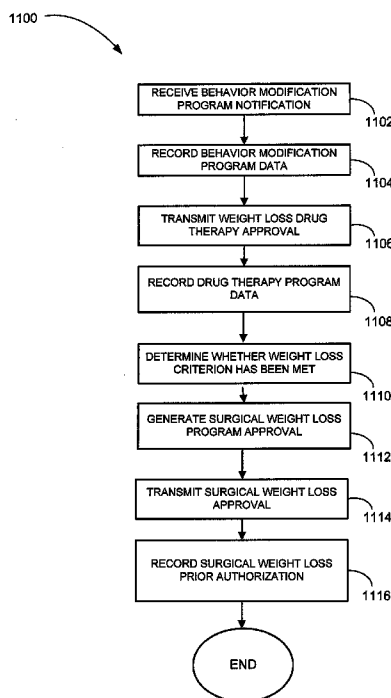 1100
RECEIVE BEHAVIOR MODIFICATION
PROGRAM NOTIFICATION
1102
RECORD BEHAVIOR MODIFICATION
PROGRAM DATA
1104
TRANSMIT WEIGHT LOSS DRUG
THERAPY APPROVAL
1106
RECORD DRUG THERAPY PROGRAM
DATA
1108
DETERMINE WHETHER WEIGHT LOSS
CRITERION HAS BEEN MET
1110
GENERATE SURGICAL WEIGHT LOSS
PROGRAM APPROVAL
1112
TRANSMIT SURGICAL WEIGHT LOSS
APPROVAL
1114
RECORD SURGICAL WEIGHT LOSS
PRIOR AUTHORIZATION
1116
END